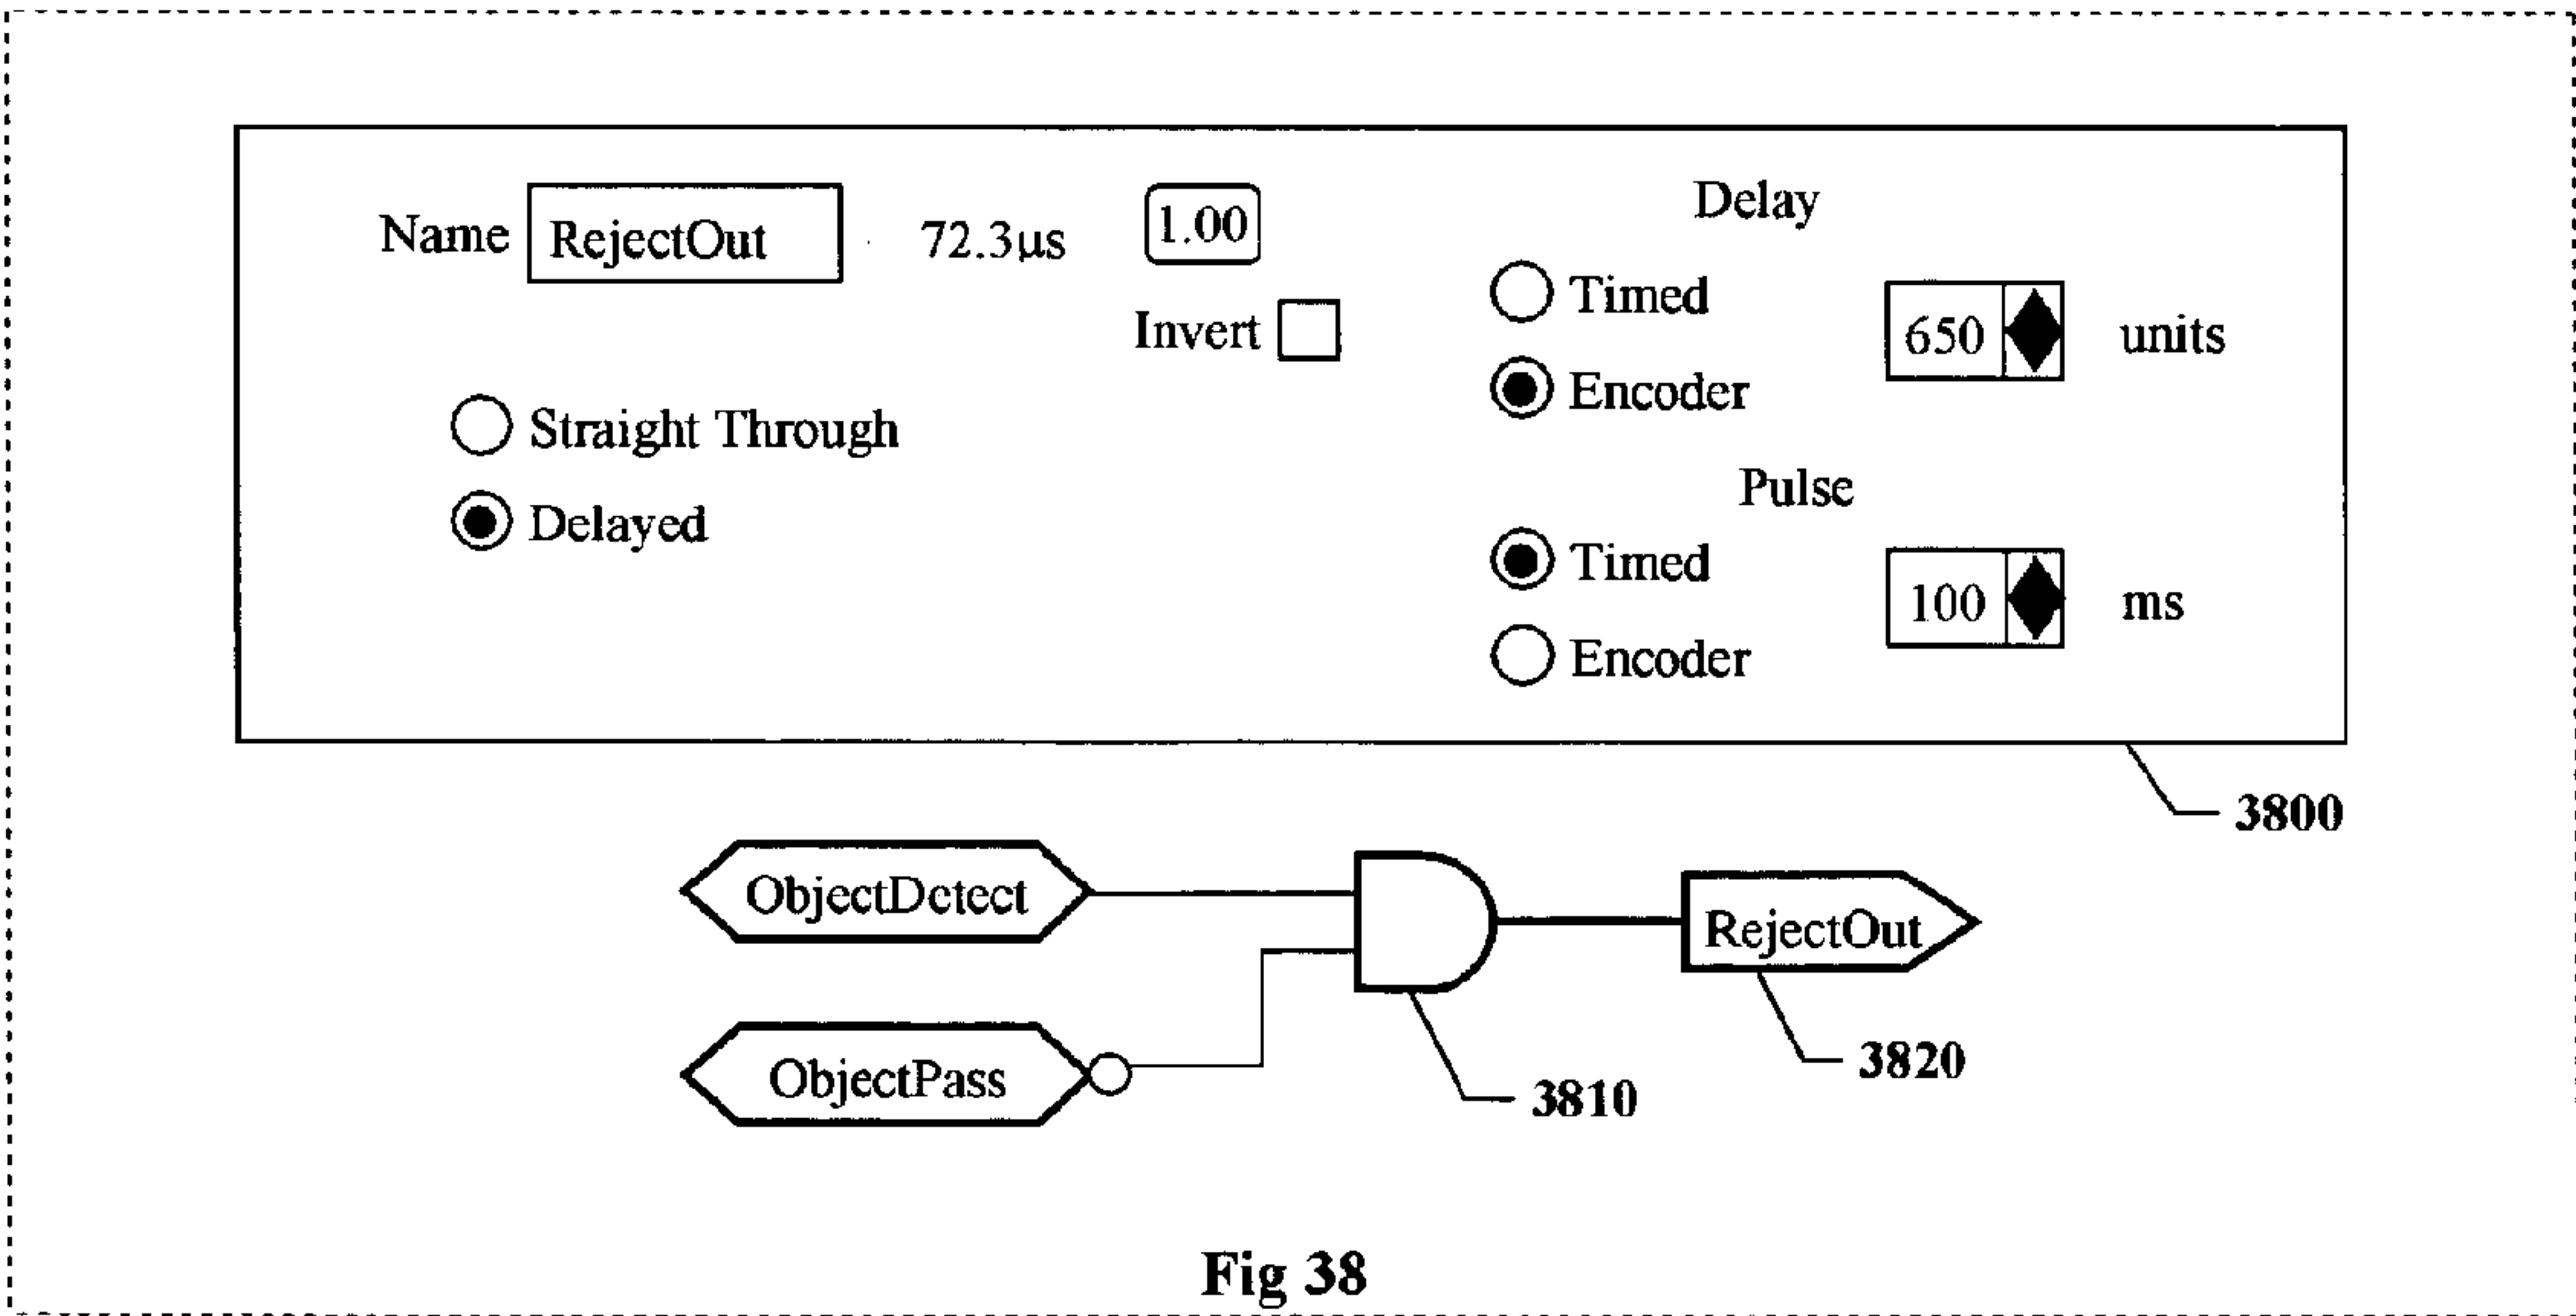 Name RejectOut 72.3µs 1.00
Invert
Straight Through
Delayed
Delay
Timed
Encoder
650 units
Pulse
Timed
Encoder
100 ms
3800
ObjectDetect
ObjectPass
RejectOut
3810
3820
Fig 38